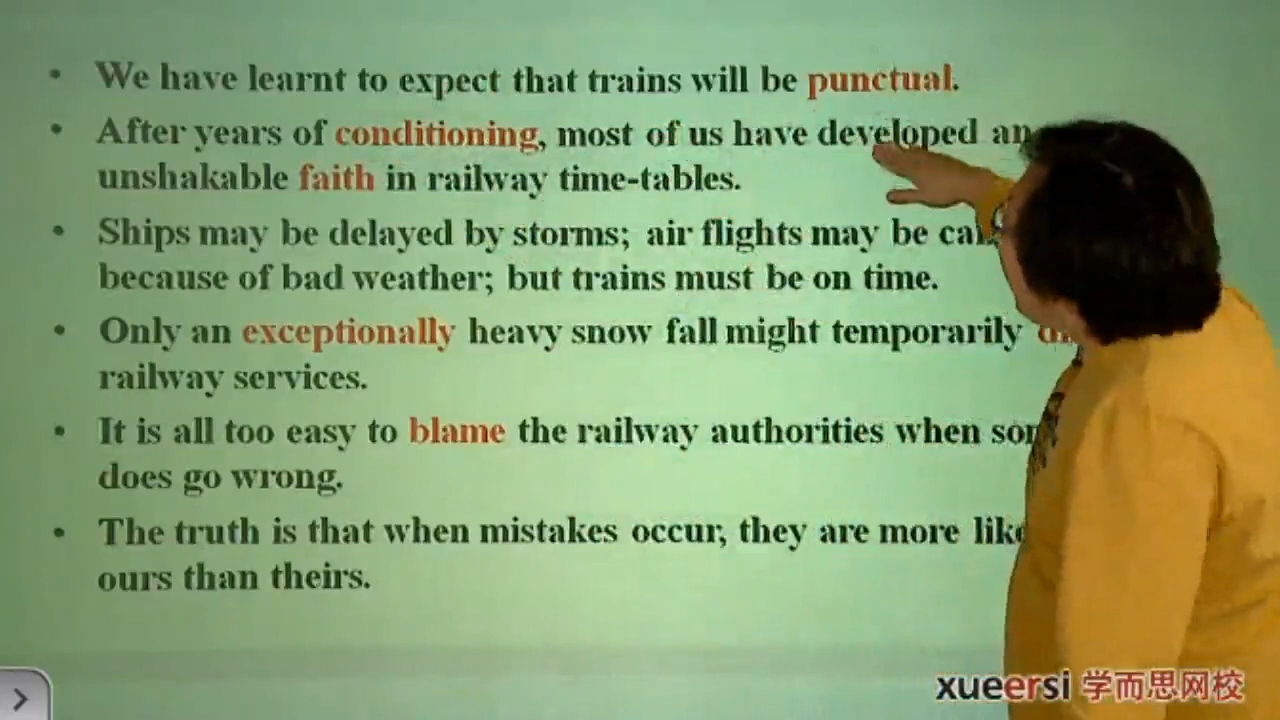 • We have learnt to expect that trains will be punctual.
• After years of conditioning, most of us have developed an
unshakable faith in railway time-tables.
• Ships may be delayed by storms; air flights may be
because of bad weather; but trains must be on time.
• Only an exceptionally heavy snow fall might temporarily
railway services.
• It is all too easy to blame the railway authorities when
does go wrong.
• The truth is that when mistakes occur, they are more
ours than theirs.
xueersi 学而思网校